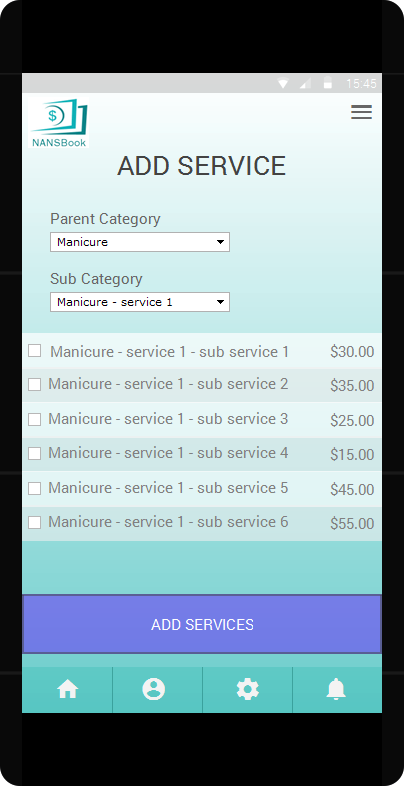 15:45
$
NANSBook
ADD SERVICE
Parent Category
Manicure
Sub Category
Manicure - service 1
Manicure - service 1 - sub service 1 $30.00
Manicure - service 1 - sub service 2 $35.00
Manicure - service 1 - sub service 3 $25.00
Manicure - service 1 - sub service 4 $15.00
Manicure - service 1 - sub service 5 $45.00
Manicure - service 1 - sub service 6 $55.00
ADD SERVICES